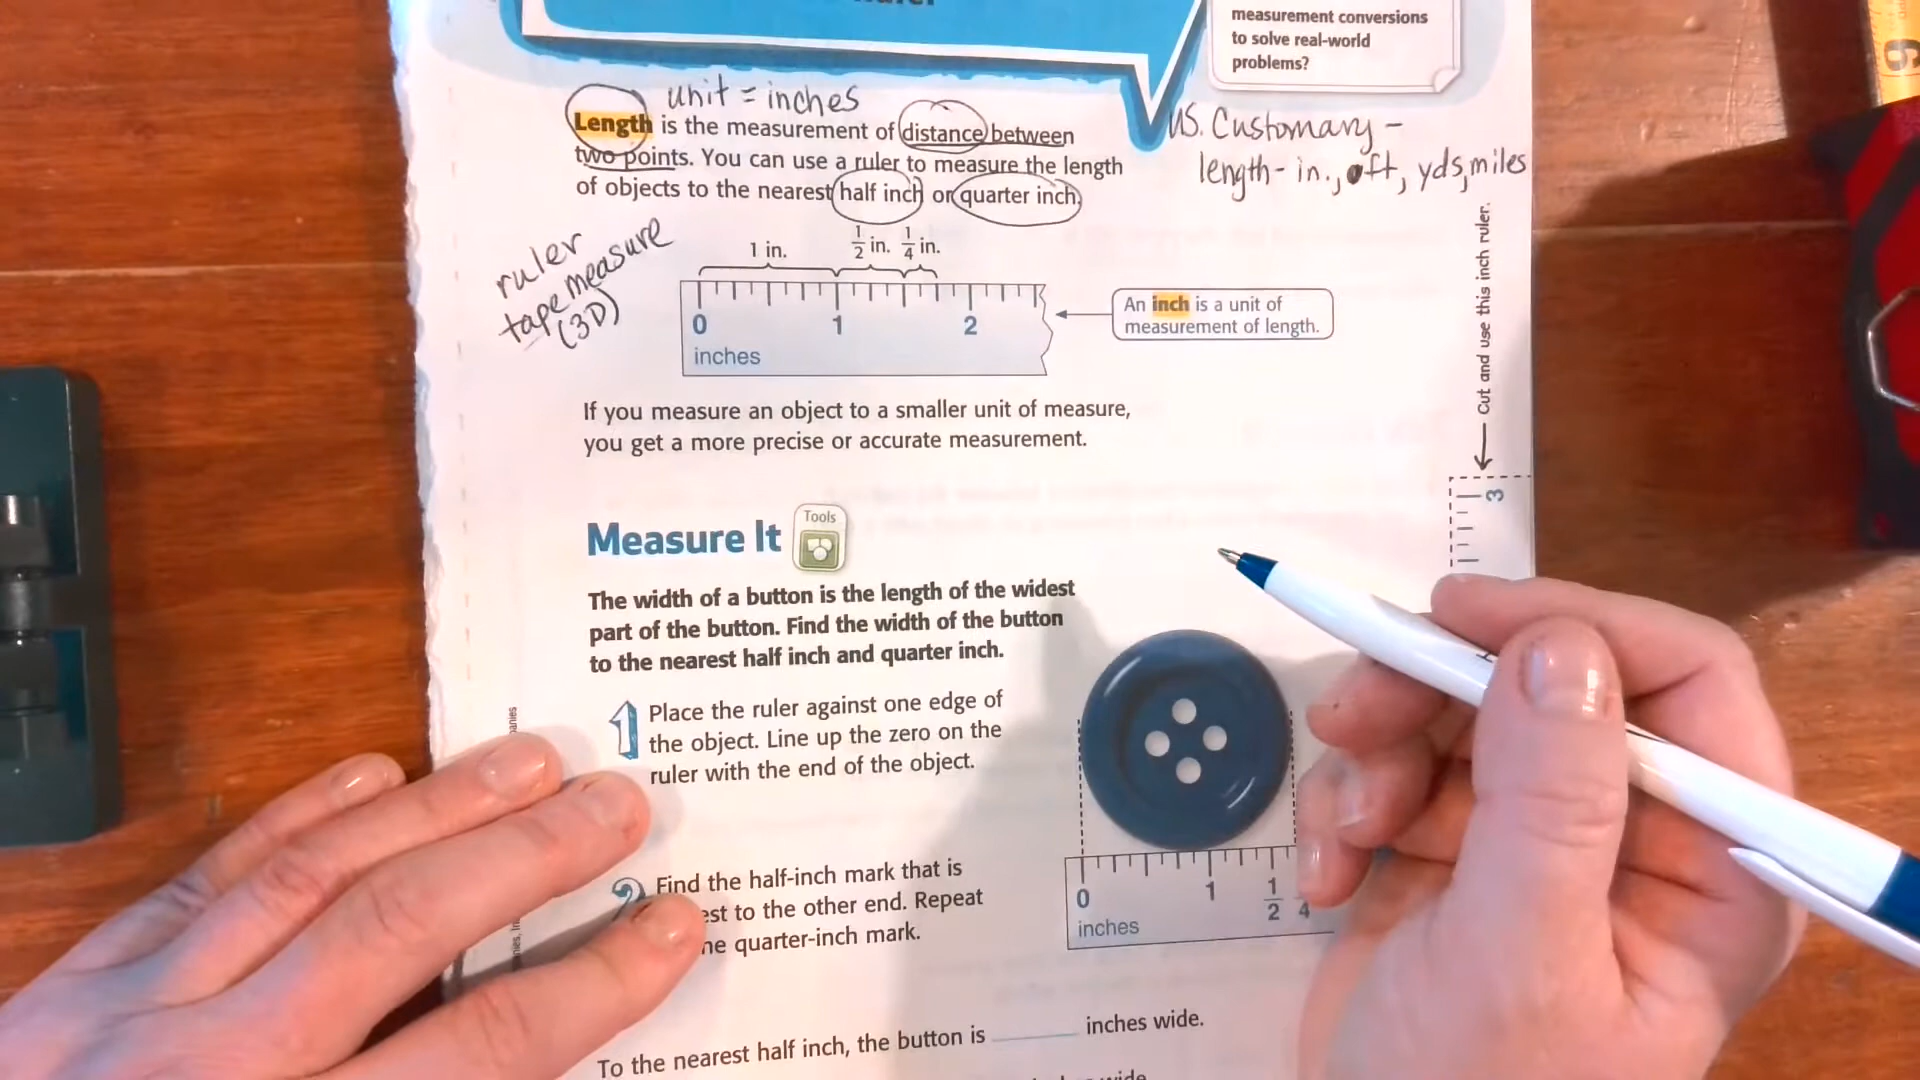 measurement conversions
to solve real-world
problems?
unit = inches
Length is the measurement of distance between
two points. You can use a ruler to measure the length
of objects to the nearest half inch or quarter inch.
US. Customary -
length - in., ft, yds, miles
ruler
tape measure
(3D)
1 in. 1/2 in. 1/4 in.
0 1 2
inches
An inch is a unit of
measurement of length.
Cut and use this inch ruler.
3
If you measure an object to a smaller unit of measure,
you get a more precise or accurate measurement.
Measure It
Tools
The width of a button is the length of the widest
part of the button. Find the width of the button
to the nearest half inch and quarter inch.
1 Place the ruler against one edge of
the object. Line up the zero on the
ruler with the end of the object.
2 Find the half-inch mark that is
to the other end. Repeat
quarter-inch mark.
0 1 1/2 4
inches
To the nearest half inch, the button is ______ inches wide.
wide
9